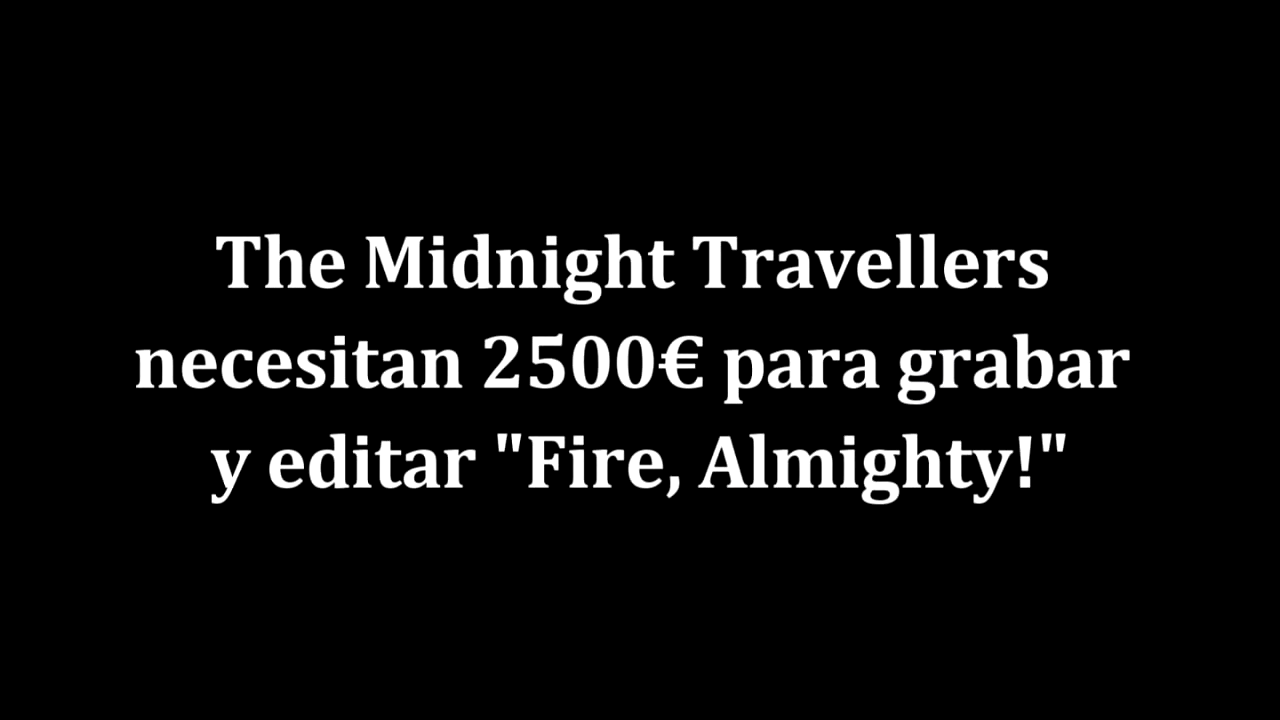 The Midnight Travellers
necesitan 2500€ para grabar
y editar "Fire, Almighty!"